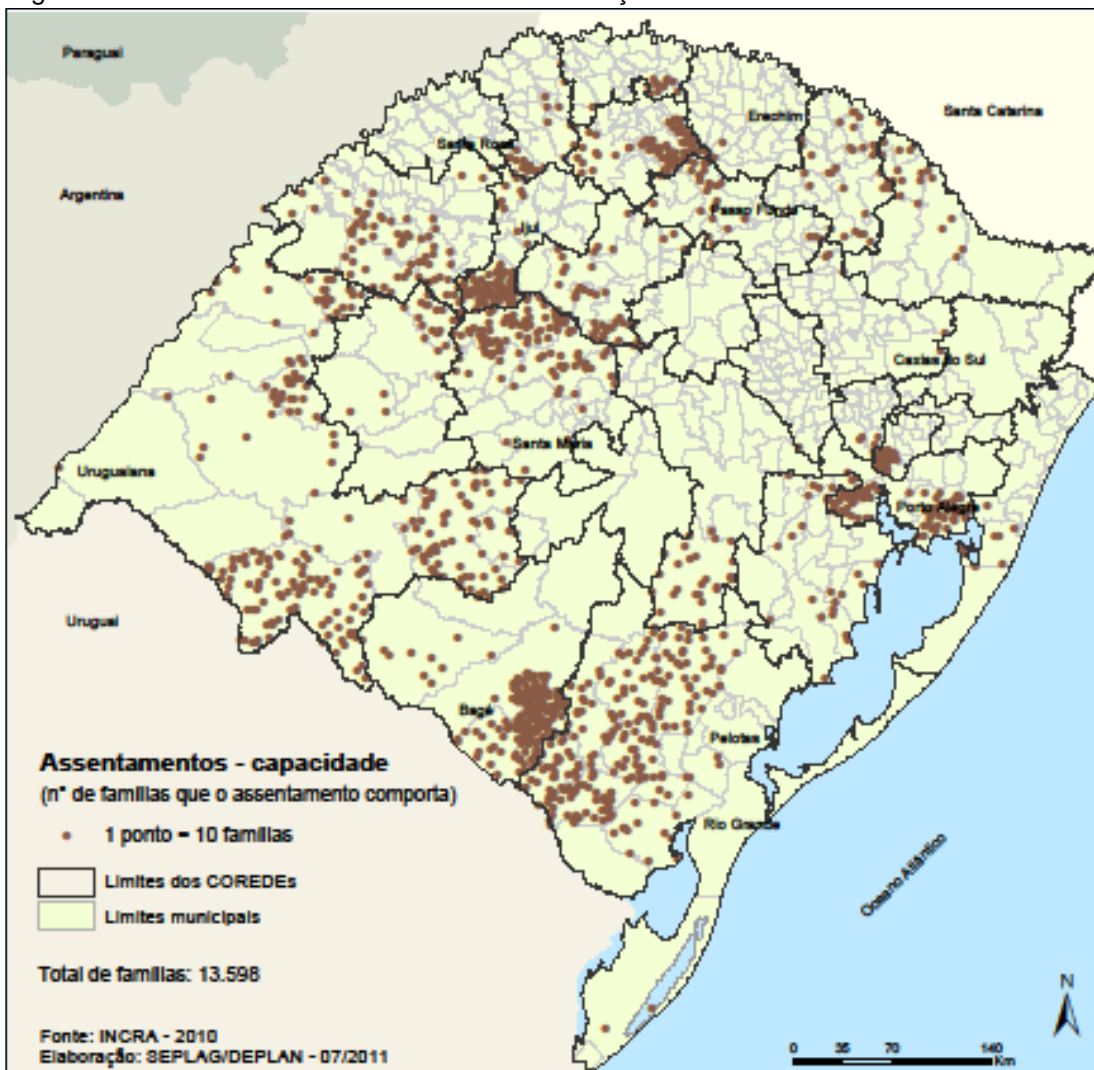 Paraguai
Santa Catarina
Erechim
Santa Rosa
Argentina
Passo Fundo
Ijuí
Caxias do Sul
Santa Maria
Uruguaiana
Porto Alegre
Uruguai
Bagé
Pelotas
Rio Grande
Oceano Atlântico
Assentamentos - capacidade
(n° de famílias que o assentamento comporta)
1 ponto = 10 famílias
Limites dos COREDEs
Limites municipais
Total de famílias: 13.598
Fonte: INCRA - 2010
Elaboração: SEPLAG/DEPLAN - 07/2011
N
0 35 70 140
Km